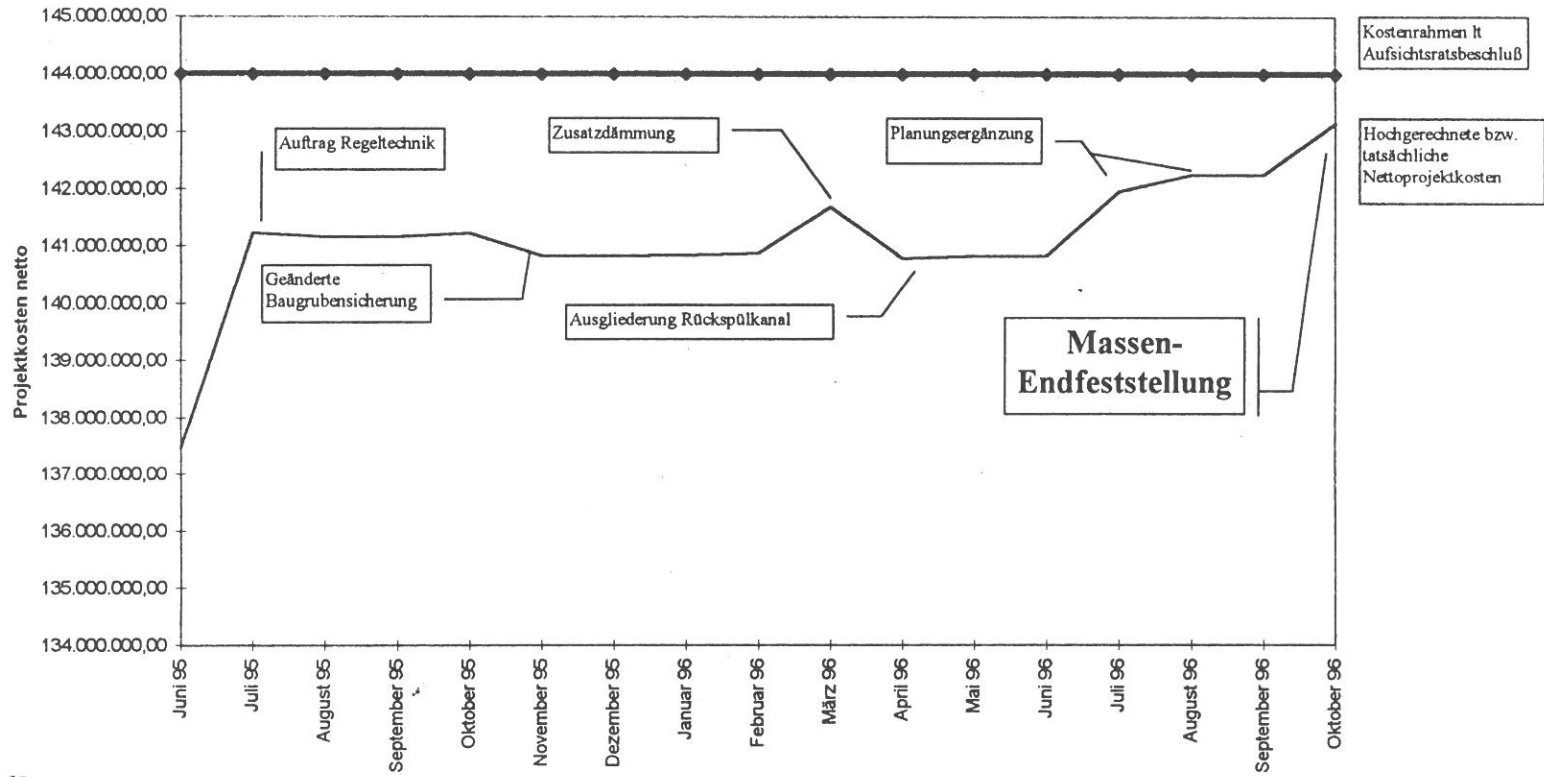 145.000.000,00
144.000.000,00
143.000.000,00
142.000.000,00
141.000.000,00
140.000.000,00
139.000.000,00
138.000.000,00
137.000.000,00
136.000.000,00
135.000.000,00
134.000.000,00
Projektkosten netto
Kostenrahmen lt
Aufsichtsratsbeschluß
Auftrag Regeltechnik
Zusatzdämmung
Planungsergänzung
Hochgerechnete bzw.
tatsächliche
Nettoprojektkosten
Geänderte
Baugrubensicherung
Ausgliederung Rückspülkanal
Massen-
Endfeststellung
Juni 95
Juli 95
August 95
September 95
Oktober 95
November 95
Dezember 95
Januar 96
Februar 96
März 96
April 96
Mai 96
Juni 96
Juli 96
August 96
September 96
Oktober 96